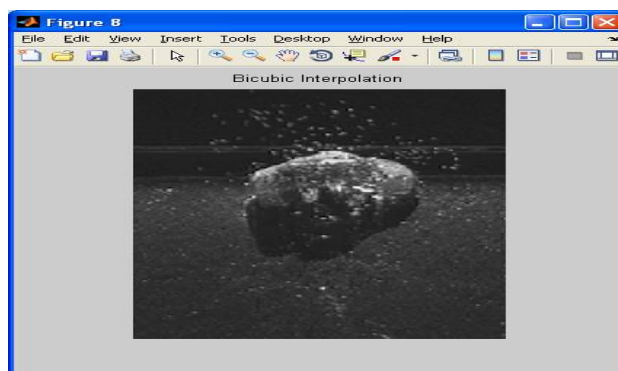 Figure 8
File Edit View Insert Tools Desktop Window Help
Bicubic Interpolation